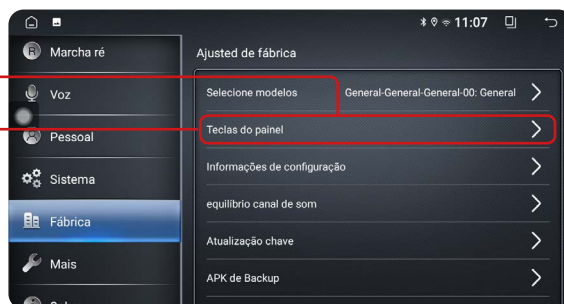 11:07
R Marcha ré
Ajusted de fábrica
Voz
Selecione modelos General-General-General-00: General
Teclas do painel
Pessoal
Informações de configuração
Sistema
equilíbrio canal de som
Fábrica
Atualização chave
Mais
APK de Backup